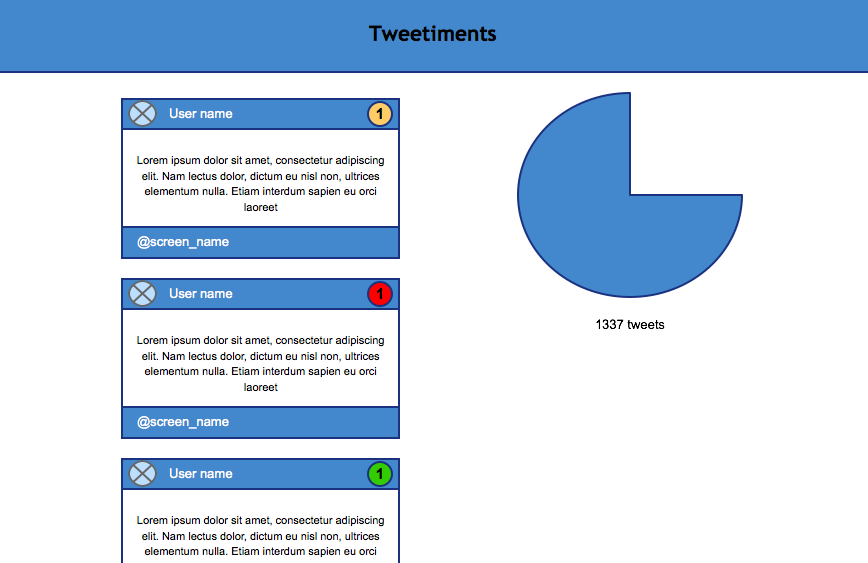 Tweetiments
User name
1
Lorem ipsum dolor sit amet, consectetur adipiscing
elit. Nam lectus dolor, dictum eu nisl non, ultrices
elementum nulla. Etiam interdum sapien eu orci
laoreet
@screen_name
User name
1
Lorem ipsum dolor sit amet, consectetur adipiscing
elit. Nam lectus dolor, dictum eu nisl non, ultrices
elementum nulla. Etiam interdum sapien eu orci
laoreet
@screen_name
User name
1
Lorem ipsum dolor sit amet, consectetur adipiscing
elit. Nam lectus dolor, dictum eu nisl non, ultrices
elementum nulla. Etiam interdum sapien eu orci
1337 tweets